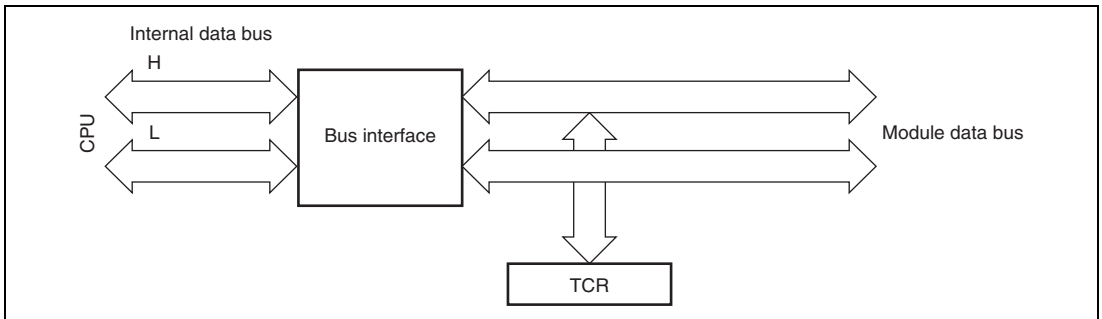 Internal data bus
H
L
CPU
Bus interface
Module data bus
TCR